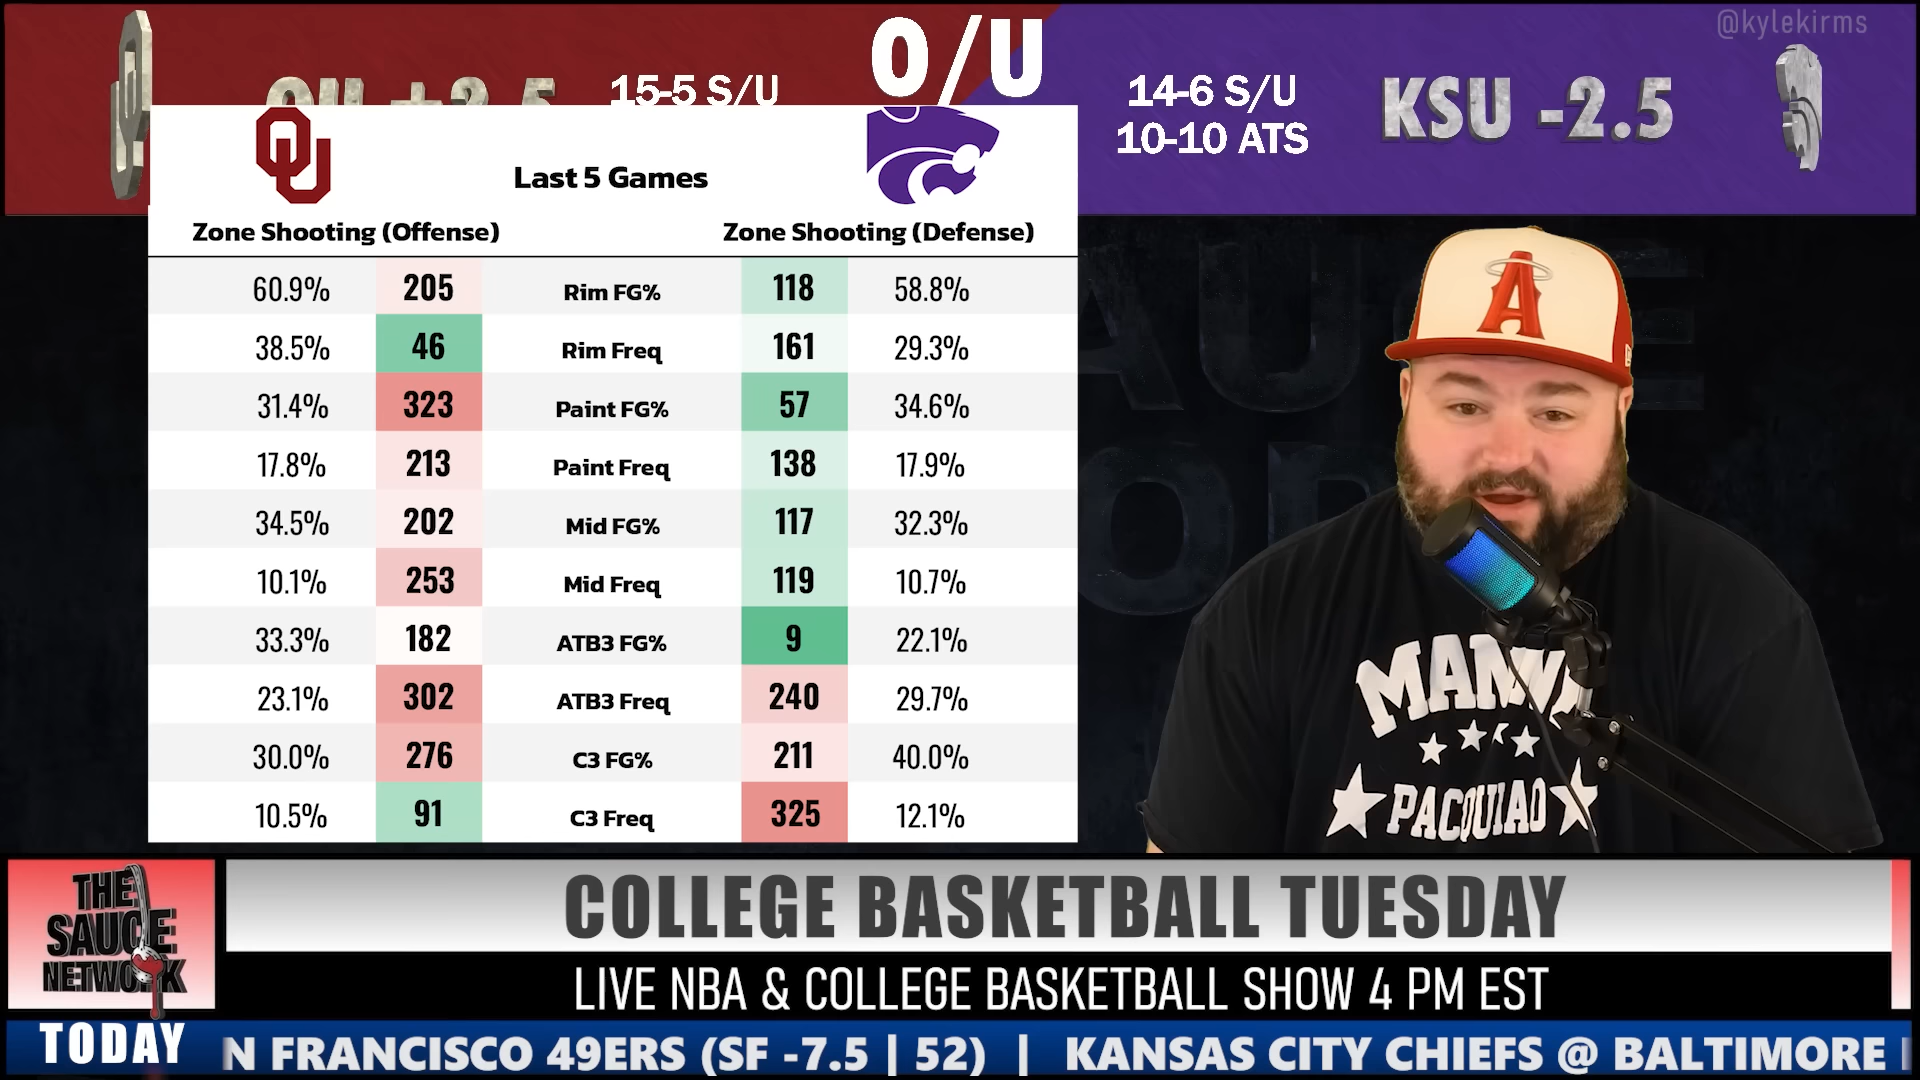 @kylekirms
O/U
OU +2.5
15-5 S/U
14-6 S/U
10-10 ATS
KSU -2.5
OU
Last 5 Games
Zone Shooting (Offense)
Zone Shooting (Defense)
60.9% 205 Rim FG% 118 58.8%
38.5% 46 Rim Freq 161 29.3%
31.4% 323 Paint FG% 57 34.6%
17.8% 213 Paint Freq 138 17.9%
34.5% 202 Mid FG% 117 32.3%
10.1% 253 Mid Freq 119 10.7%
33.3% 182 ATB3 FG% 9 22.1%
23.1% 302 ATB3 Freq 240 29.7%
30.0% 276 C3 FG% 211 40.0%
10.5% 91 C3 Freq 325 12.1%
A
PACQUIAO
THE
SAUCE
NETWORK
COLLEGE BASKETBALL TUESDAY
LIVE NBA & COLLEGE BASKETBALL SHOW 4 PM EST
TODAY
N FRANCISCO 49ERS (SF -7.5 | 52) | KANSAS CITY CHIEFS @ BALTIMORE